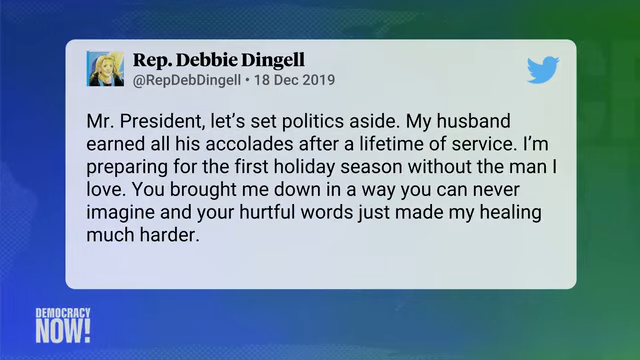 Rep. Debbie Dingell
@RepDebDingell • 18 Dec 2019
Mr. President, let’s set politics aside. My husband
earned all his accolades after a lifetime of service. I’m
preparing for the first holiday season without the man I
love. You brought me down in a way you can never
imagine and your hurtful words just made my healing
much harder.
DEMOCRACY
NOW!